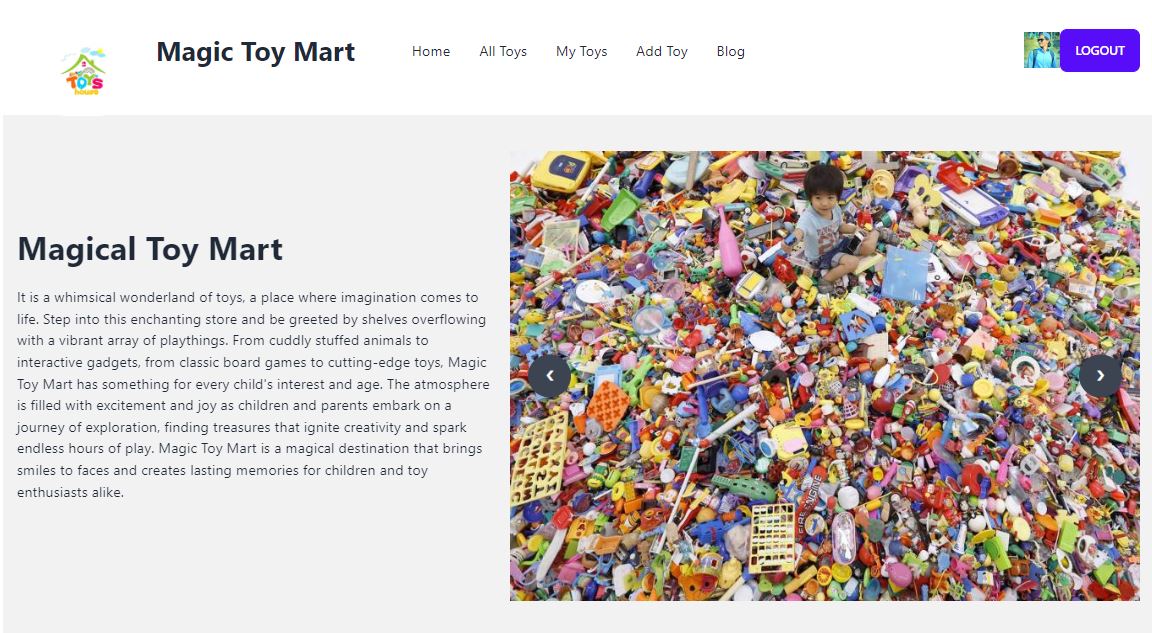 TOYS
house
Magic Toy Mart
Home
All Toys
My Toys
Add Toy
Blog
LOGOUT
Magical Toy Mart
It is a whimsical wonderland of toys, a place where imagination comes to
life. Step into this enchanting store and be greeted by shelves overflowing
with a vibrant array of playthings. From cuddly stuffed animals to
interactive gadgets, from classic board games to cutting-edge toys, Magic
Toy Mart has something for every child's interest and age. The atmosphere
is filled with excitement and joy as children and parents embark on a
journey of exploration, finding treasures that ignite creativity and spark
endless hours of play. Magic Toy Mart is a magical destination that brings
smiles to faces and creates lasting memories for children and toy
enthusiasts alike.
FIRE ENGINE